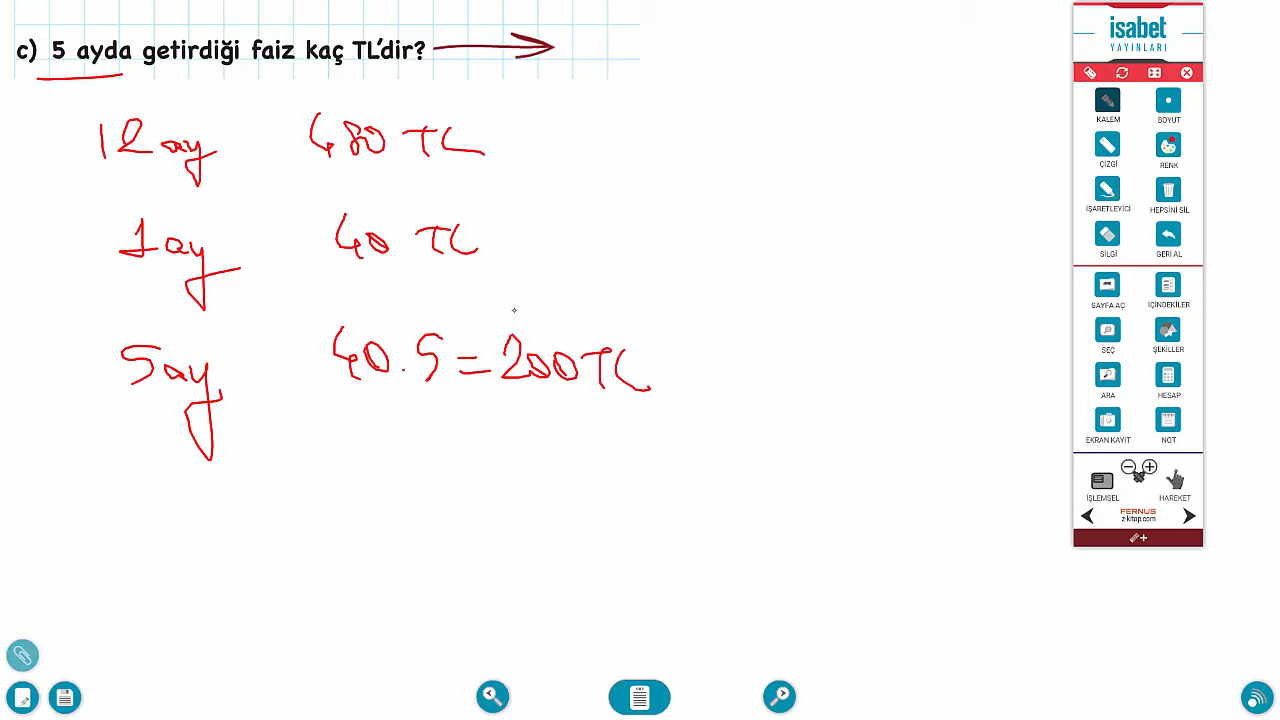 c) 5 ayda getirdiği faiz kaç TL'dir?
12 ay 480 TL
1 ay 40 TL
5 ay 40.5=200TL
isabet
YAYINLARI
KALEM BOYUT
ÇİZGİ RENK
İŞARETLEYİCİ HEPSİNİ SİL
SİLGİ GERİ AL
SAYFA AÇ İÇİNDEKİLER
SEÇ ŞEKİLLER
ARA HESAP
EKRAN KAYIT NOT
İŞLEMSEL HAREKET
FERNUS
z-kitap.com